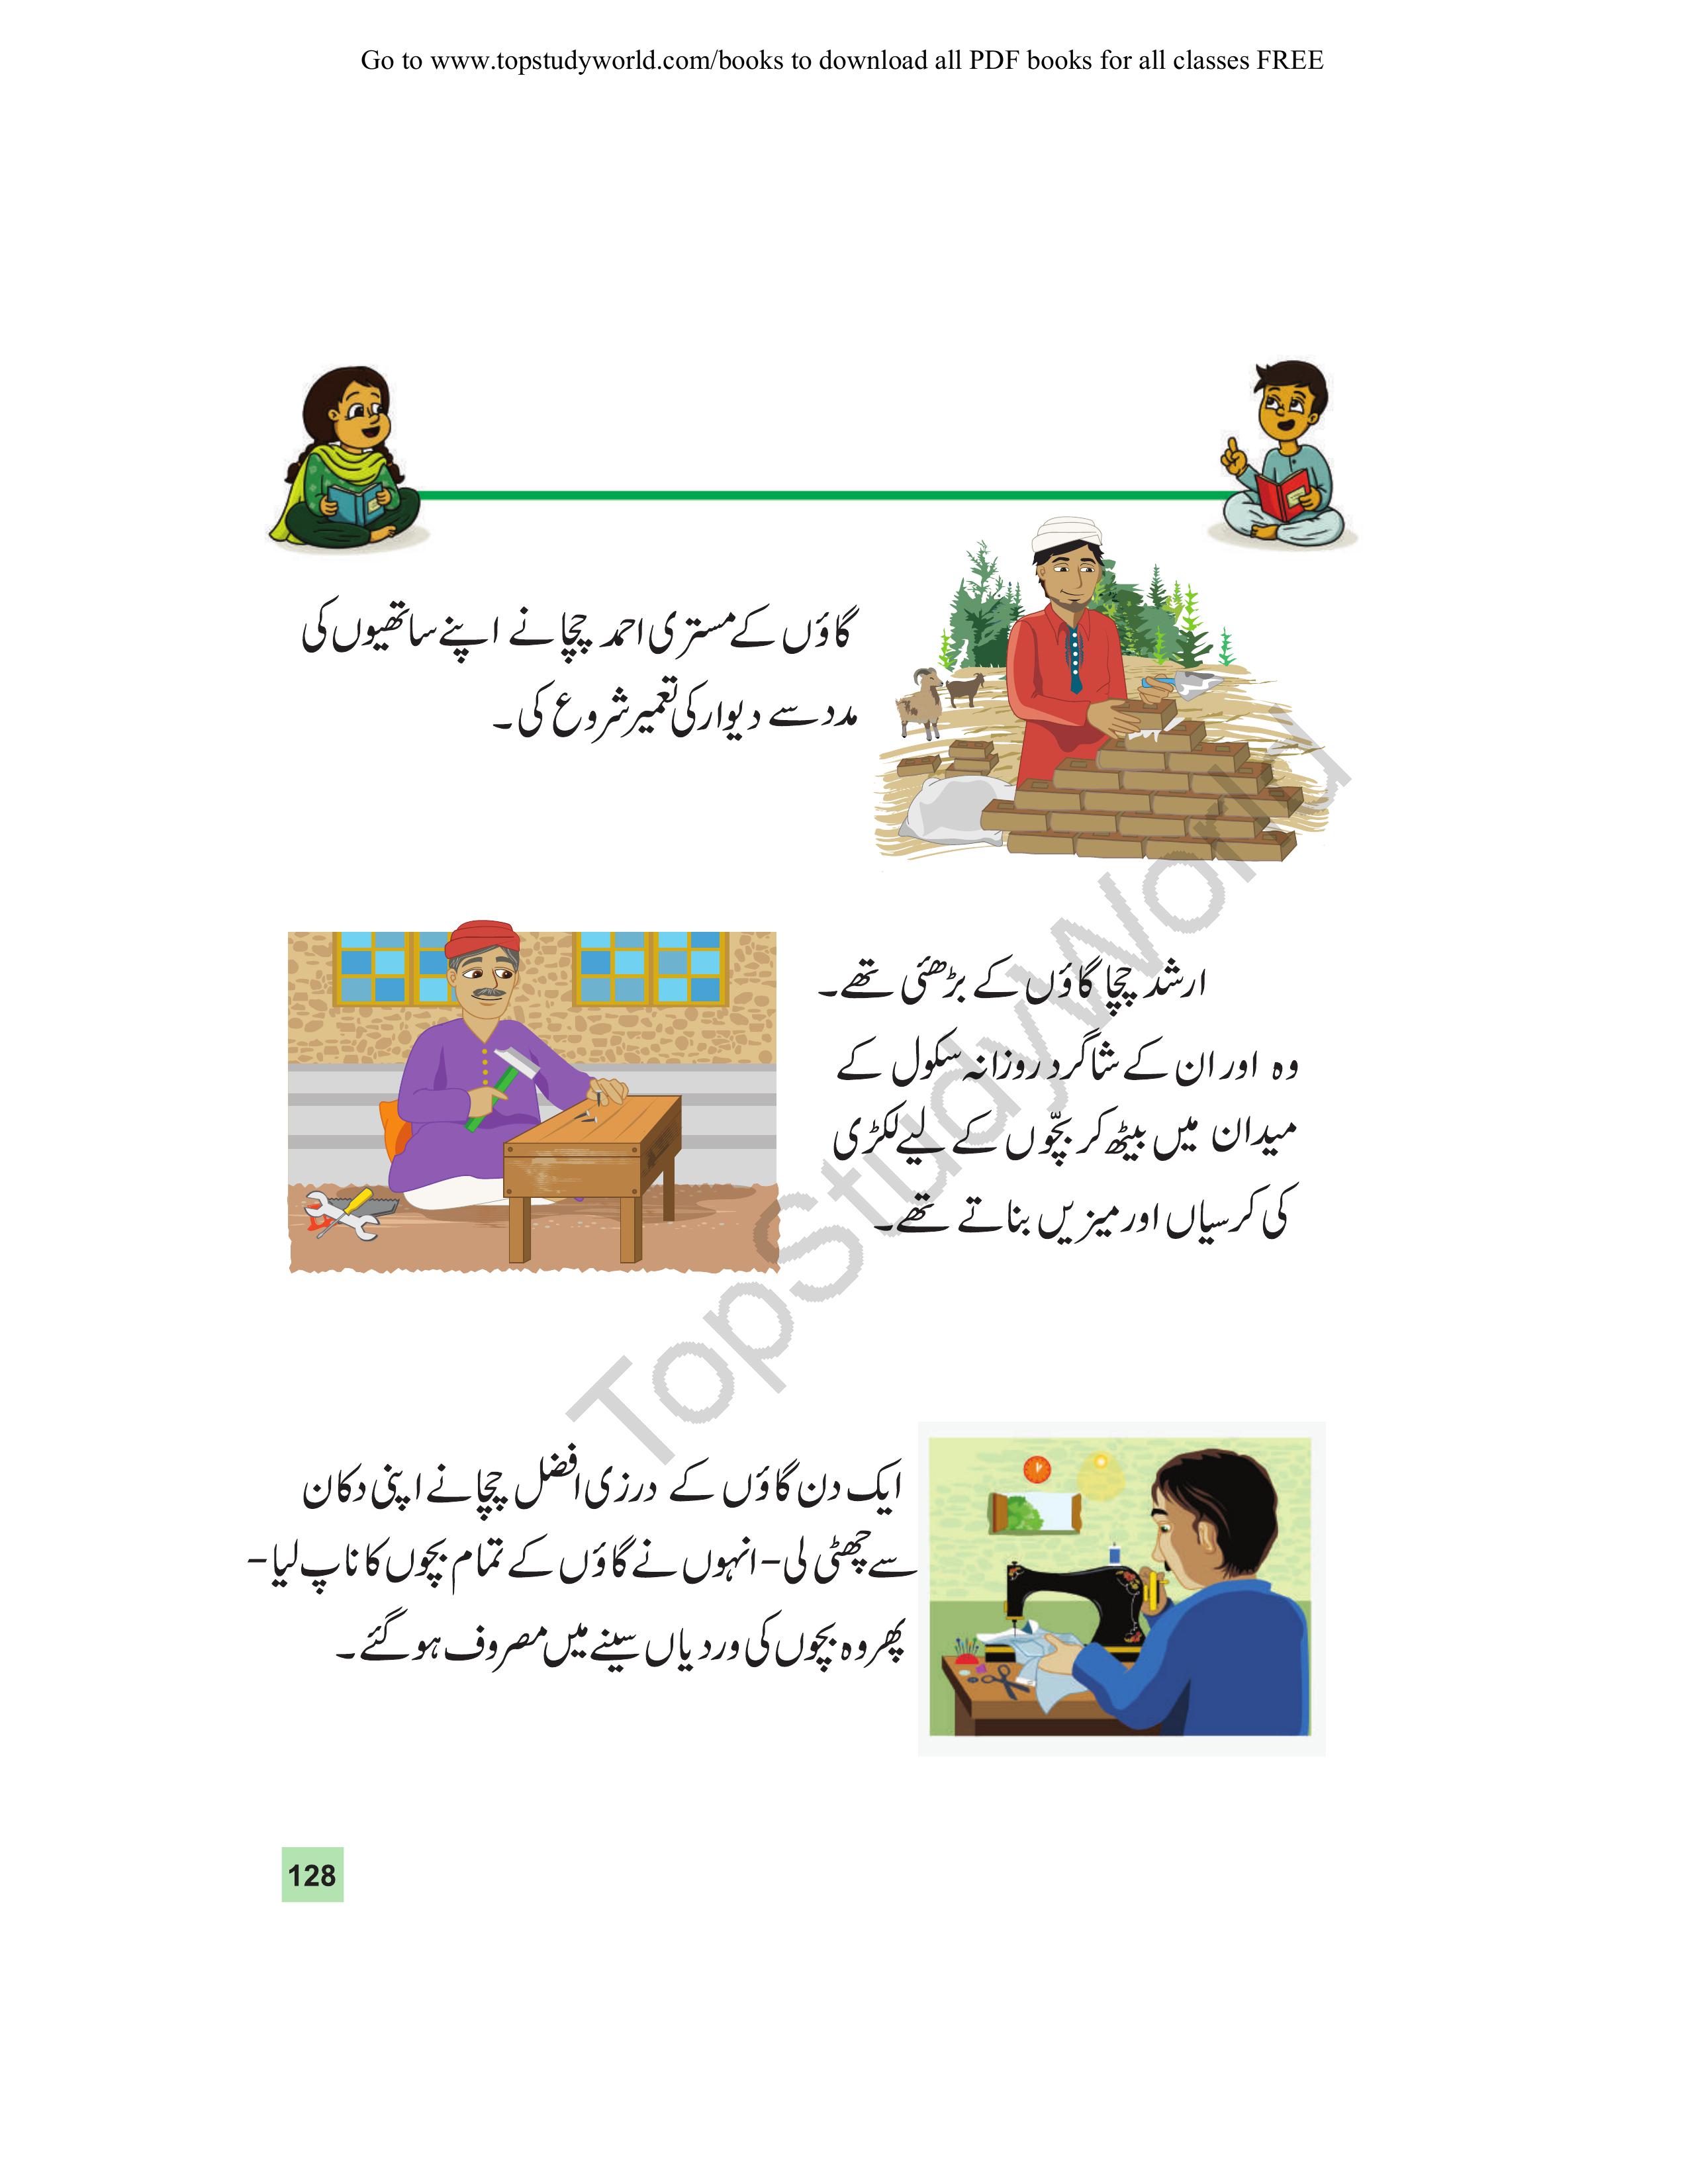 Go to www.topstudyworld.com/books to download all PDF books for all classes FREE
گاؤں کے مستری احمد چچا نے اپنے ساتھیوں کی
مدد سے دیوار کی تعمیر شروع کی۔
ارشد چچا گاؤں کے بڑھئی تھے۔
وہ اور ان کے شاگرد روزانہ سکول کے
میدان میں بیٹھ کر بچّوں کے لیے لکڑی
کی کرسیاں اور میزیں بناتے تھے۔
ایک دن گاؤں کے درزی افضل چچا نے اپنی دکان
سے چھٹی لی- انہوں نے گاؤں کے تمام بچوں کا ناپ لیا-
پھر وہ بچوں کی وردیاں سینے میں مصروف ہو گئے۔
TopStudyWorld
128